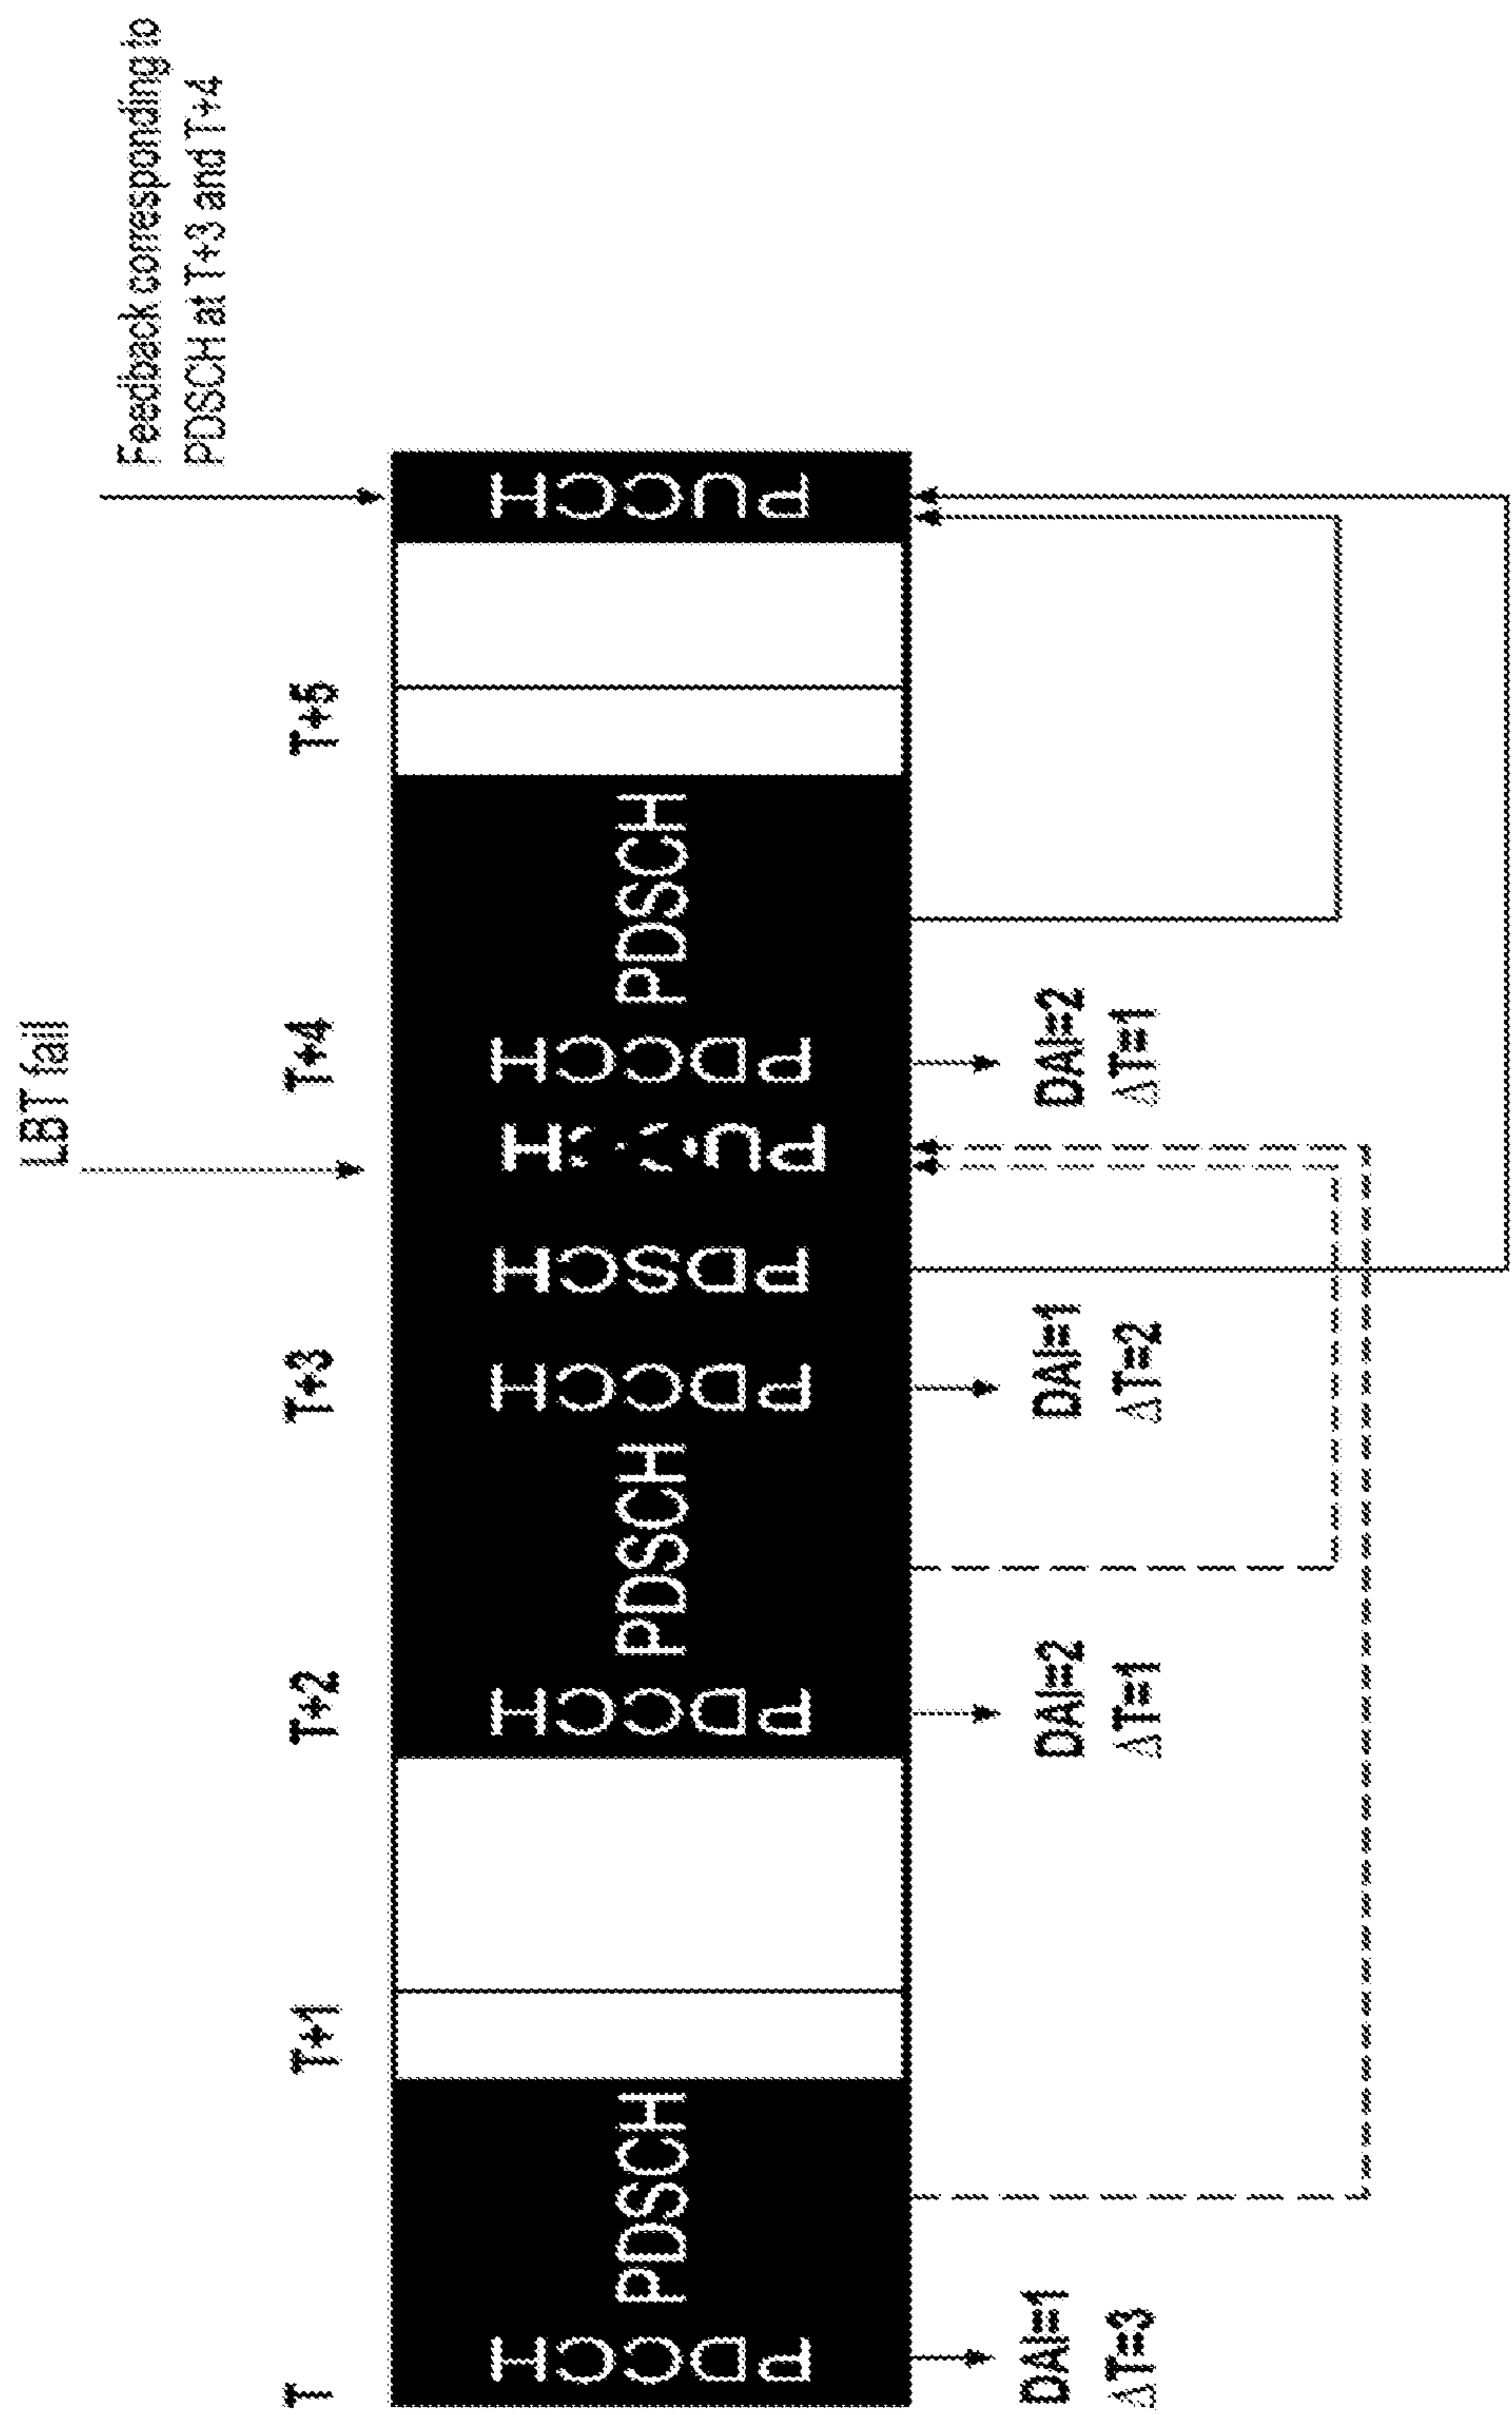 LBT fail
Feedback corresponding to
PDSCH at T+3 and T+4
T
T+1
T+2
T+3
T+4
T+5
PDCCH
PDSCH
PDCCH
PDSCH
PDCCH
PDSCH
PDCCH
PDSCH
PUCCH
DAI=1
ΔT=3
DAI=2
ΔT=1
DAI=1
ΔT=2
DAI=2
ΔT=1